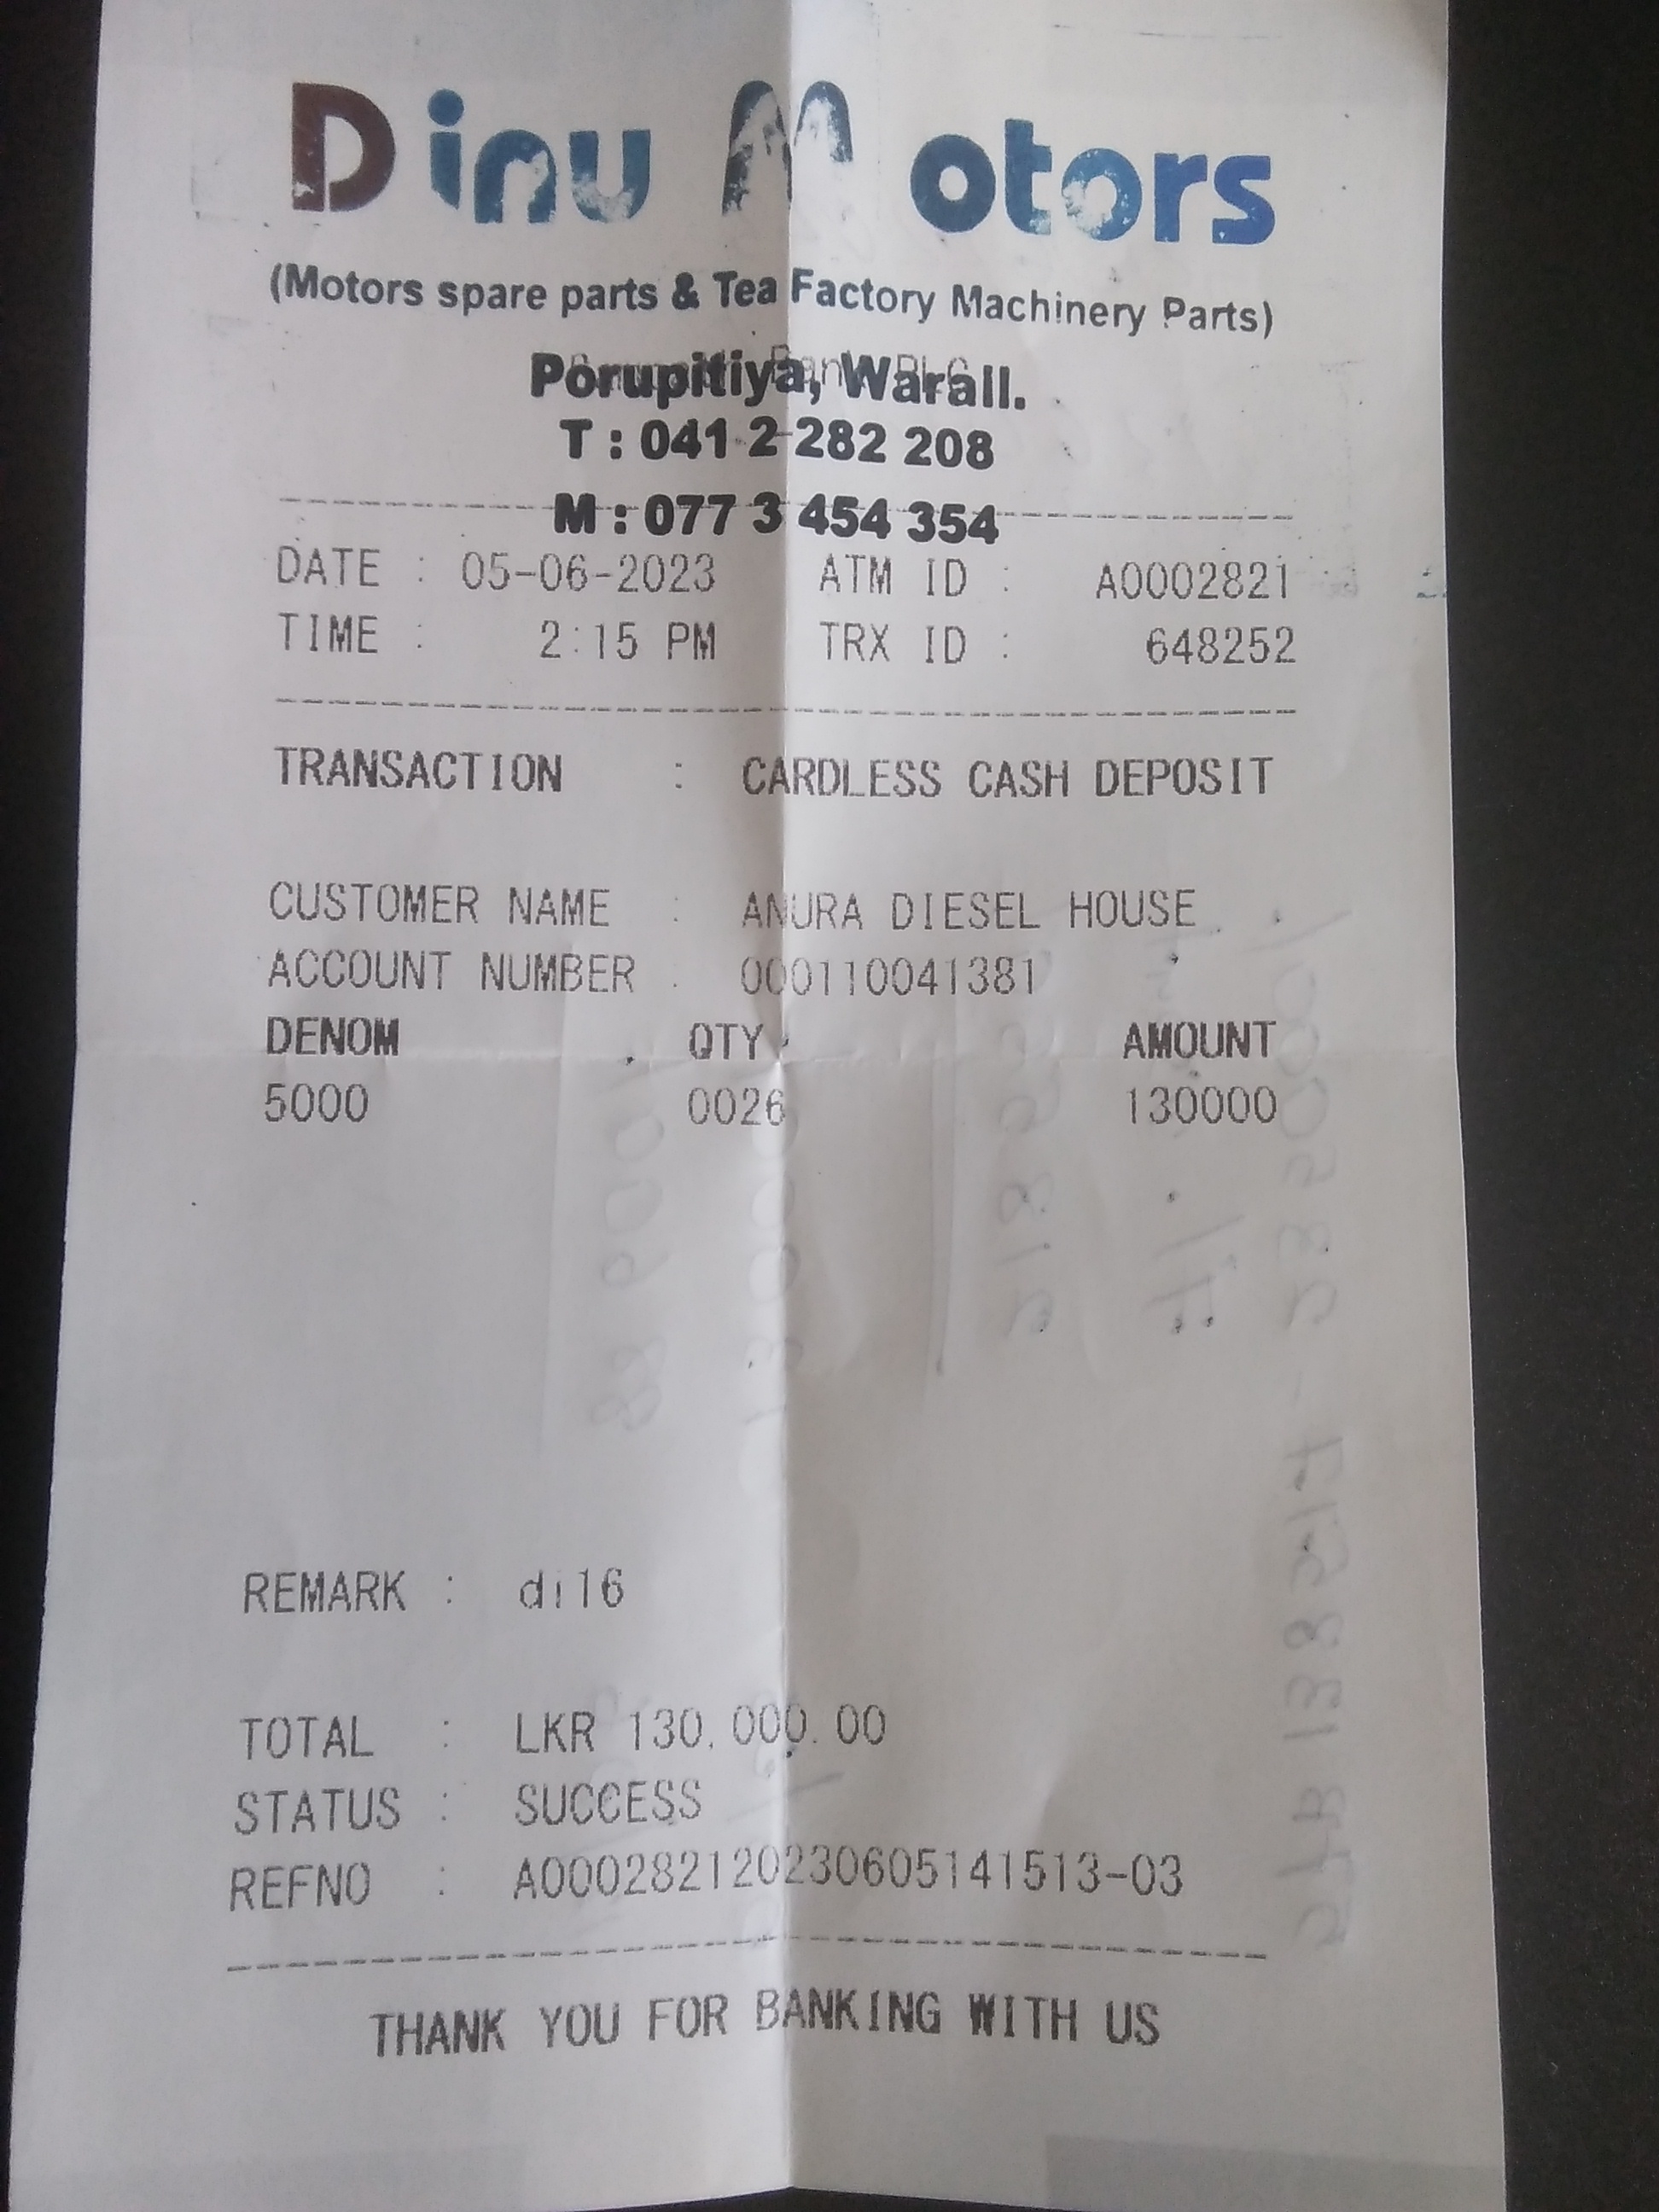 Dinu Motors
(Motors spare parts & Tea Factory Machinery Parts)
Porupitiya, Warall.
T : 041 2 282 208
M : 077 3 454 354
DATE : 05-06-2023 ATM ID : A0002821
TIME : 2:15 PM TRX ID : 648252
TRANSACTION : CARDLESS CASH DEPOSIT
CUSTOMER NAME : ANURA DIESEL HOUSE
ACCOUNT NUMBER : 000110041381
DENOM QTY AMOUNT
5000 0026 130000
REMARK : di16
TOTAL : LKR 130,000.00
STATUS : SUCCESS
REFNO : A000282120230605141513-03
THANK YOU FOR BANKING WITH US